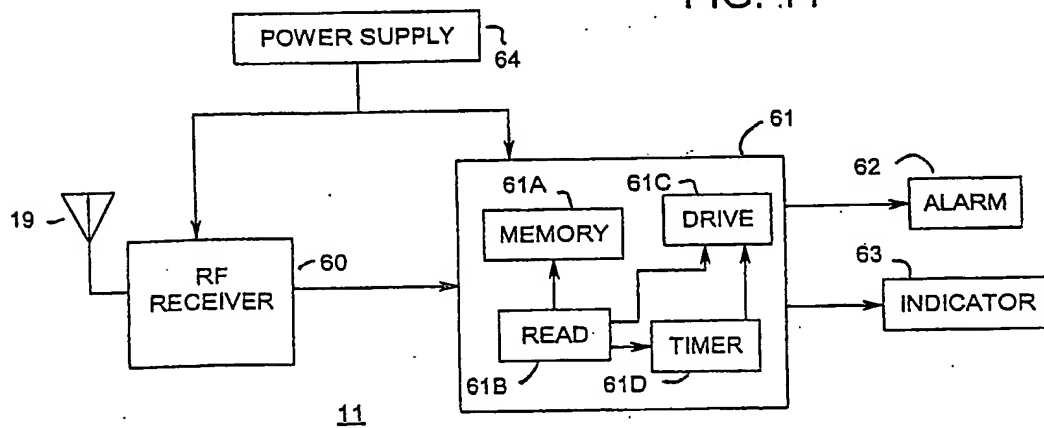 FIG.
POWER SUPPLY
64
61
62
61A
61C
ALARM
19
MEMORY
DRIVE
60
63
RF
RECEIVER
INDICATOR
READ
TIMER
61B
61D
11